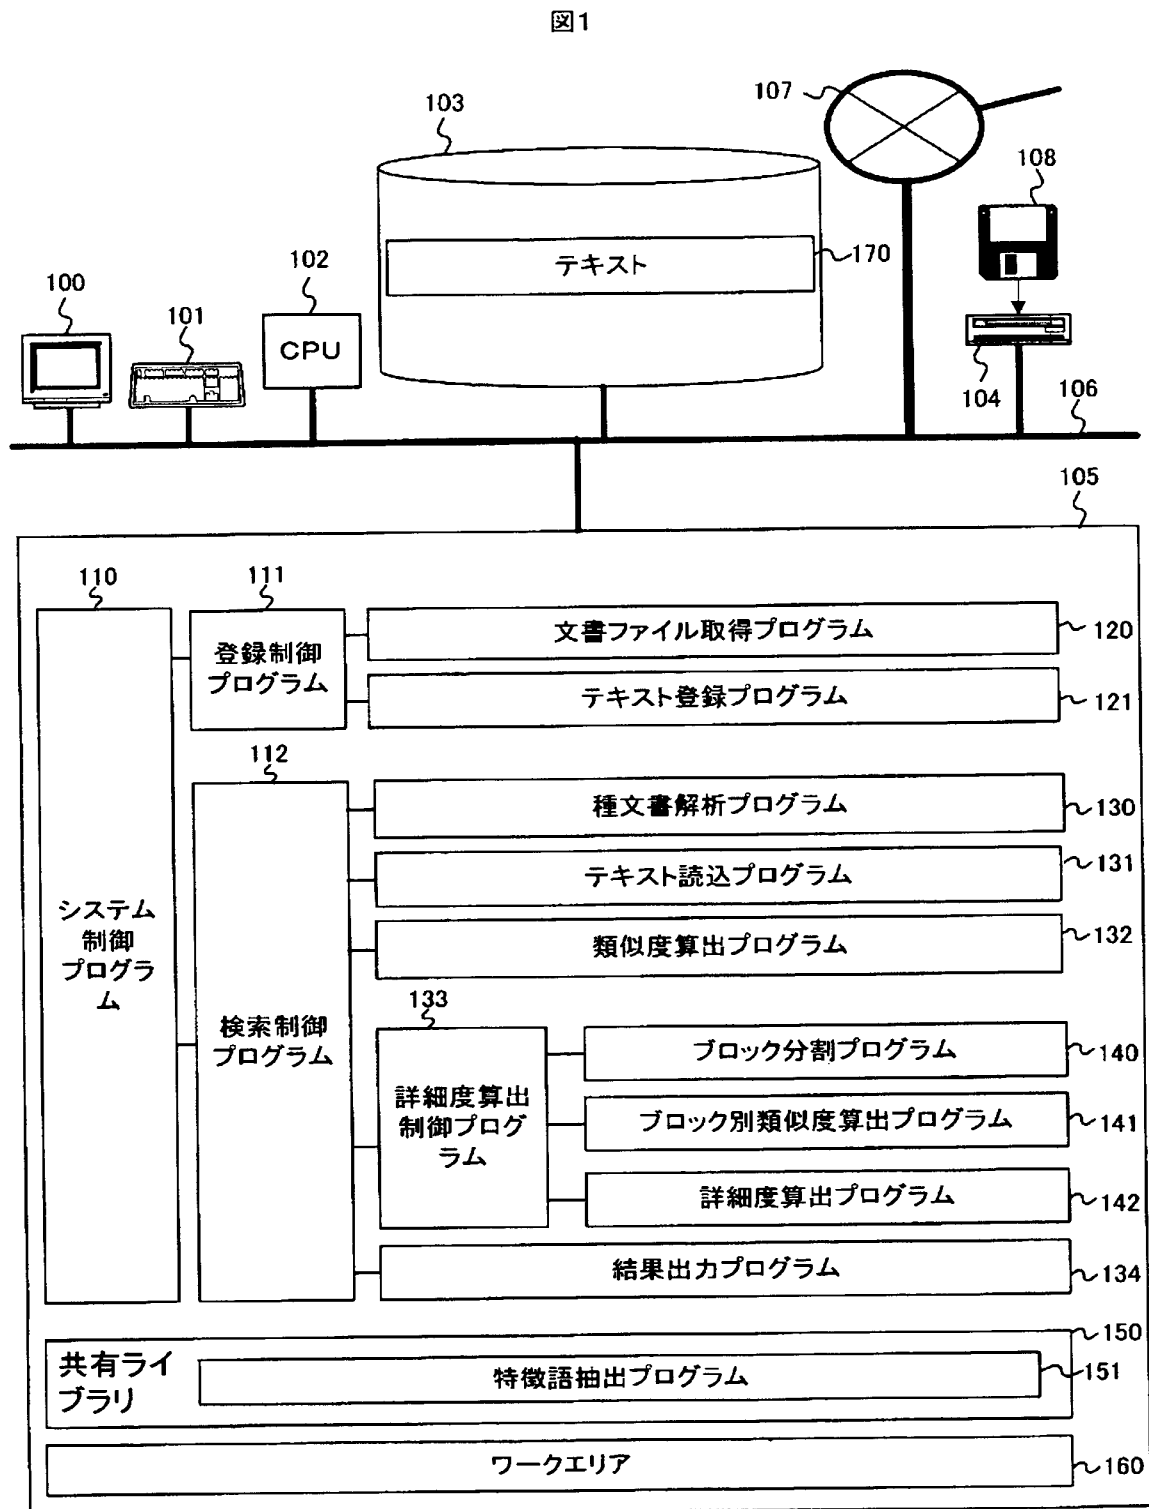 図1
103
107
108
テキスト
170
102
100
101
CPU
104
106
105
110
111
登録制御
プログラム
文書ファイル取得プログラム
120
テキスト登録プログラム
121
112
種文書解析プログラム
130
テキスト読込プログラム
131
類似度算出プログラム
132
システム
制御
プログラ
ム
検索制御
プログラム
133
詳細度算出
制御プログ
ラム
ブロック分割プログラム
140
ブロック別類似度算出プログラム
141
詳細度算出プログラム
142
結果出力プログラム
134
150
共有ライ
ブラリ
特徴語抽出プログラム
151
ワークエリア
160